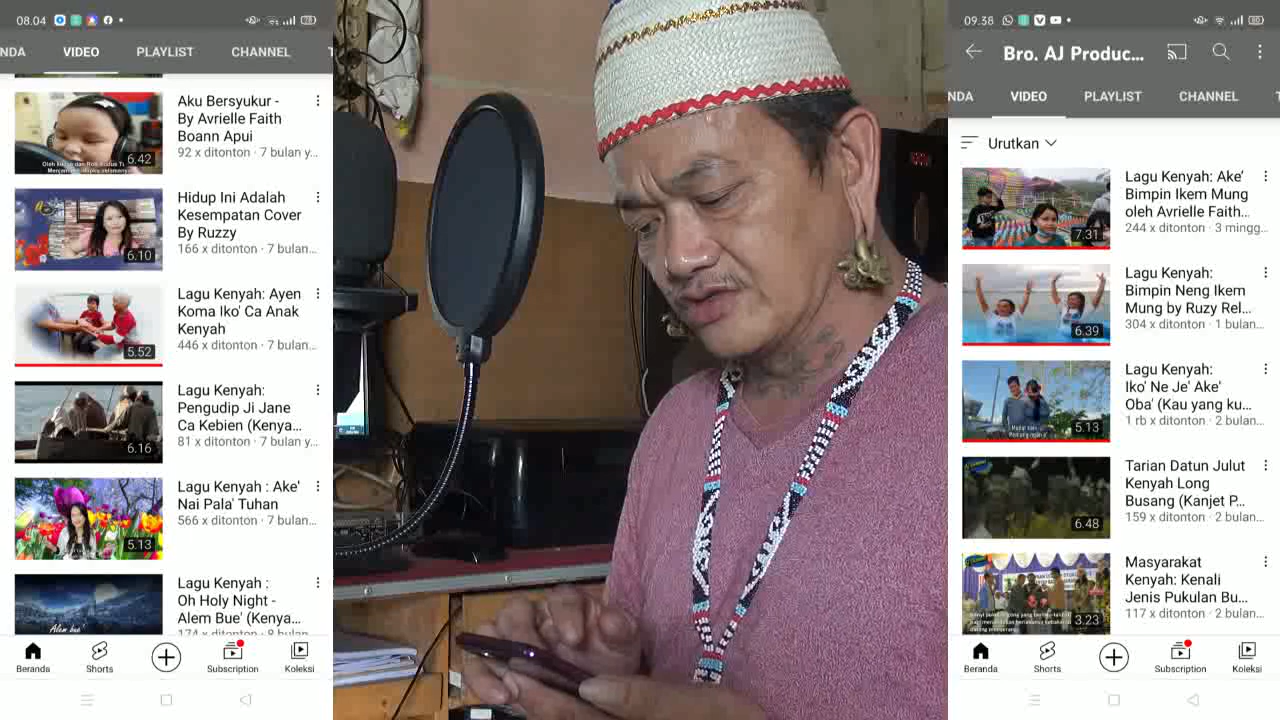 08.04
78
NDA
VIDEO
PLAYLIST
CHANNEL
6.42
Aku Bersyukur -
By Avrielle Faith
Boann Apui
92 x ditonton · 7 bulan y...
6.10
Hidup Ini Adalah
Kesempatan Cover
By Ruzzy
166 x ditonton · 7 bulan...
5.52
Lagu Kenyah: Ayen
Koma Iko' Ca Anak
Kenyah
446 x ditonton · 7 bulan...
6.16
Lagu Kenyah:
Pengudip Ji Jane
Ca Kebien (Kenya...
81 x ditonton · 7 bulan y...
5.13
Lagu Kenyah : Ake'
Nai Pala' Tuhan
566 x ditonton · 7 bulan...
Alem bue'
Lagu Kenyah :
Oh Holy Night -
Alem Bue' (Kenya...
174 x ditonton · 8 bulan
Beranda
Shorts
Subscription
Koleksi
09.38
80
Bro. AJ Produc...
NDA
VIDEO
PLAYLIST
CHANNEL
Urutkan
7.31
Lagu Kenyah: Ake'
Bimpin Ikem Mung
oleh Avrielle Faith...
244 x ditonton · 3 mingg...
6.39
Lagu Kenyah:
Bimpin Neng Ikem
Mung by Ruzy Rel...
304 x ditonton · 1 bulan...
5.13
Lagu Kenyah:
Iko' Ne Je' Ake'
Oba' (Kau yang ku...
1 rb x ditonton · 2 bulan...
6.48
Tarian Datun Julut
Kenyah Long
Busang (Kanjet P...
159 x ditonton · 2 bulan...
3.23
Masyarakat
Kenyah: Kenali
Jenis Pukulan Bu...
117 x ditonton · 2 bulan...
Beranda
Shorts
Subscription
Koleksi